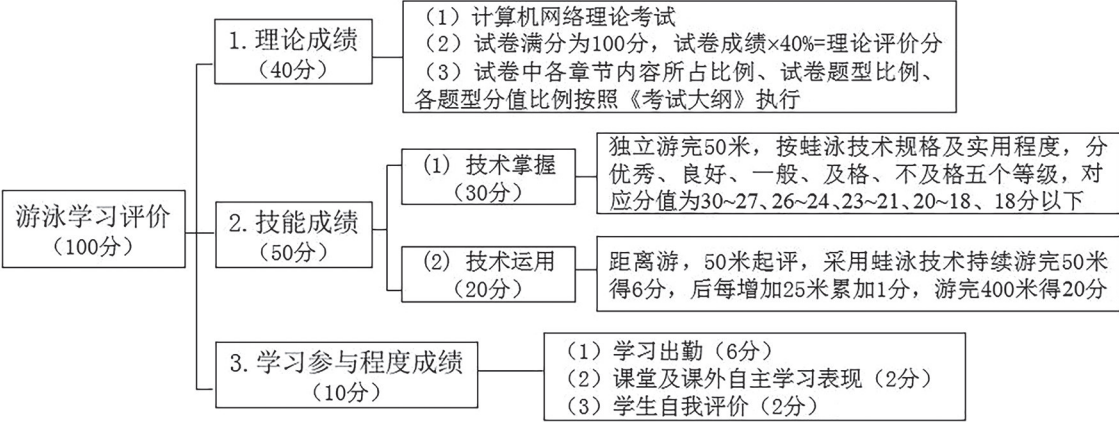 游泳学习评价
（100分）
1. 理论成绩
（40分）
（1）计算机网络理论考试
（2）试卷满分为100分，试卷成绩×40%=理论评价分
（3）试卷中各章节内容所占比例、试卷题型比例、
各题型分值比例按照《考试大纲》执行
2. 技能成绩
（50分）
（1）技术掌握
（30分）
独立游完50米，按蛙泳技术规格及实用程度，分
优秀、良好、一般、及格、不及格五个等级，对
应分值为30~27、26~24、23~21、20~18、18分以下
（2）技术运用
（20分）
距离游，50米起评，采用蛙泳技术持续游完50米
得6分，后每增加25米累加1分，游完400米得20分
3. 学习参与程度成绩
（10分）
（1）学习出勤（6分）
（2）课堂及课外自主学习表现（2分）
（3）学生自我评价（2分）